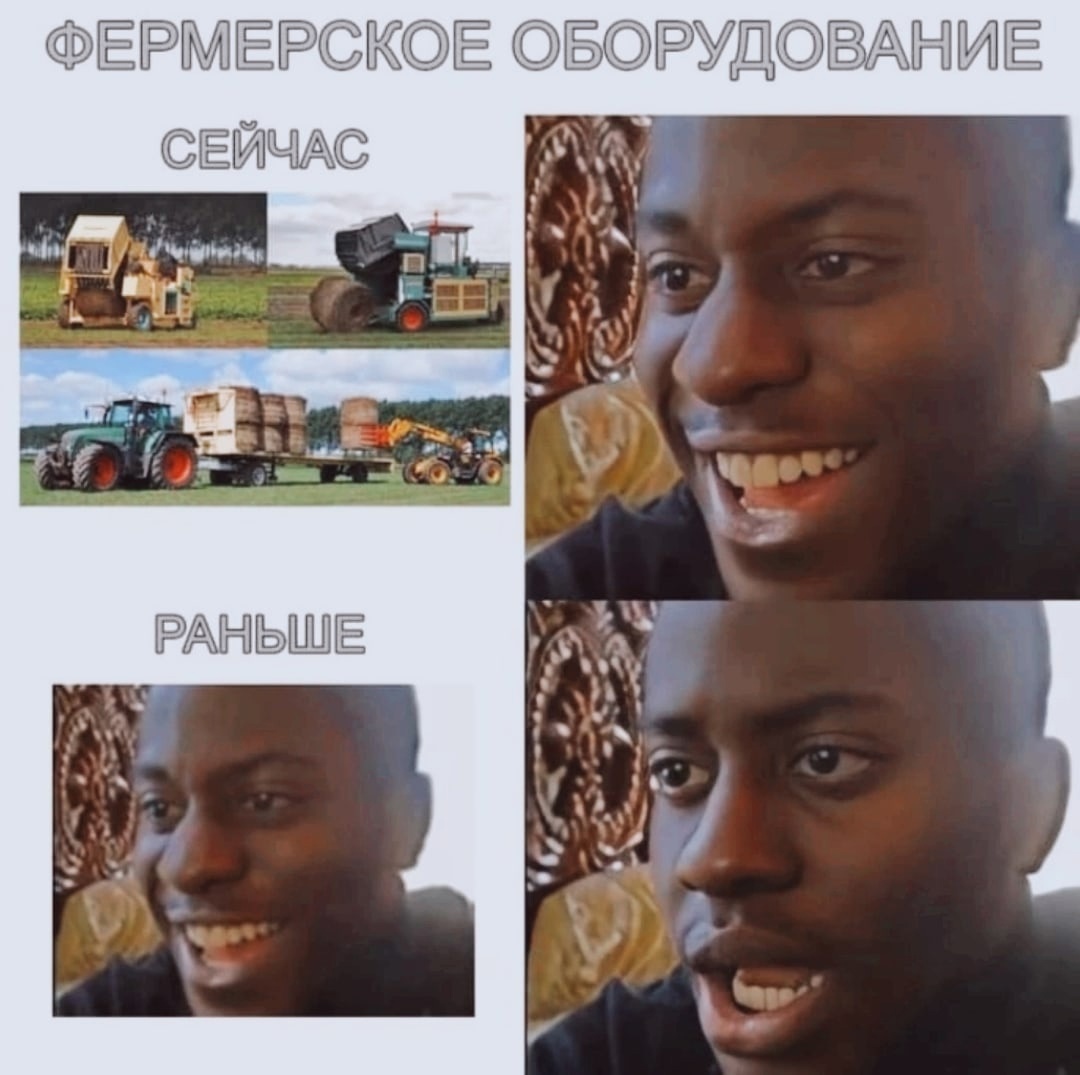 ФЕРМЕРСКОЕ ОБОРУДОВАНИЕ
СЕЙЧАС
РАНЬШЕ